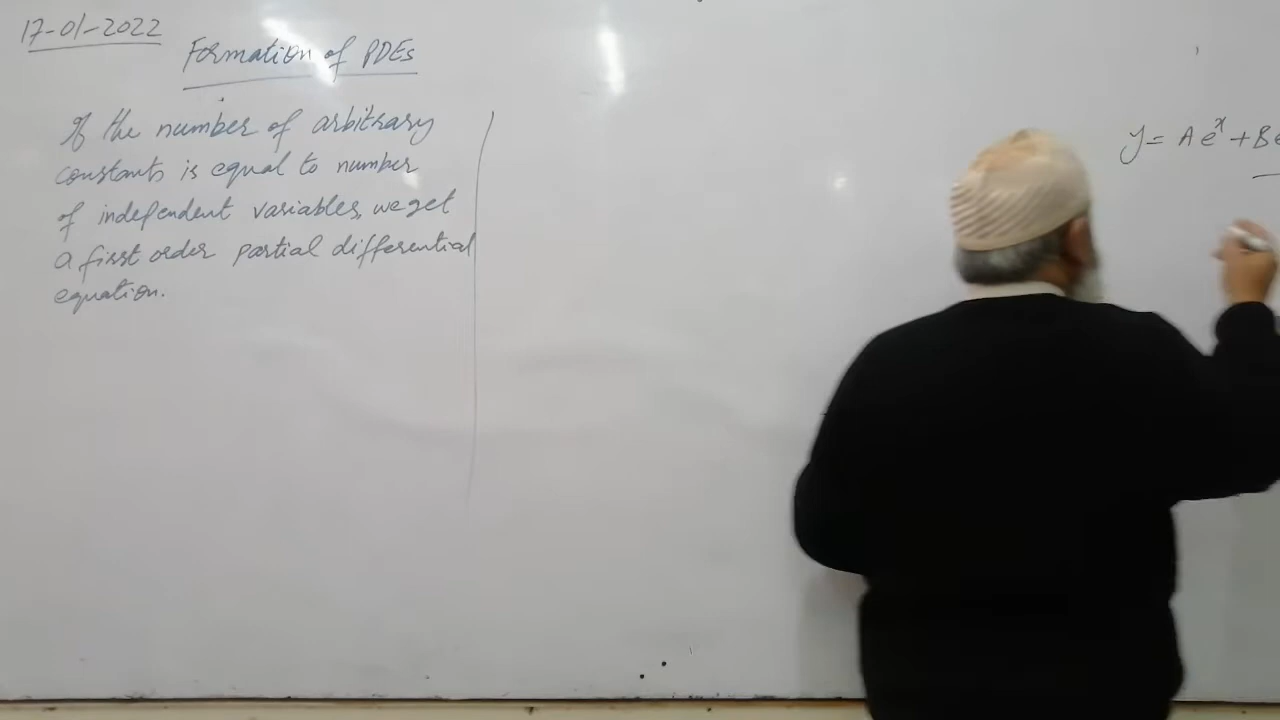 17-01-2022
Formation of PDEs
If the number of arbitrary
constants is equal to number
of independent variables, we get
a first order partial differential
equation.
y = A e^x + B e